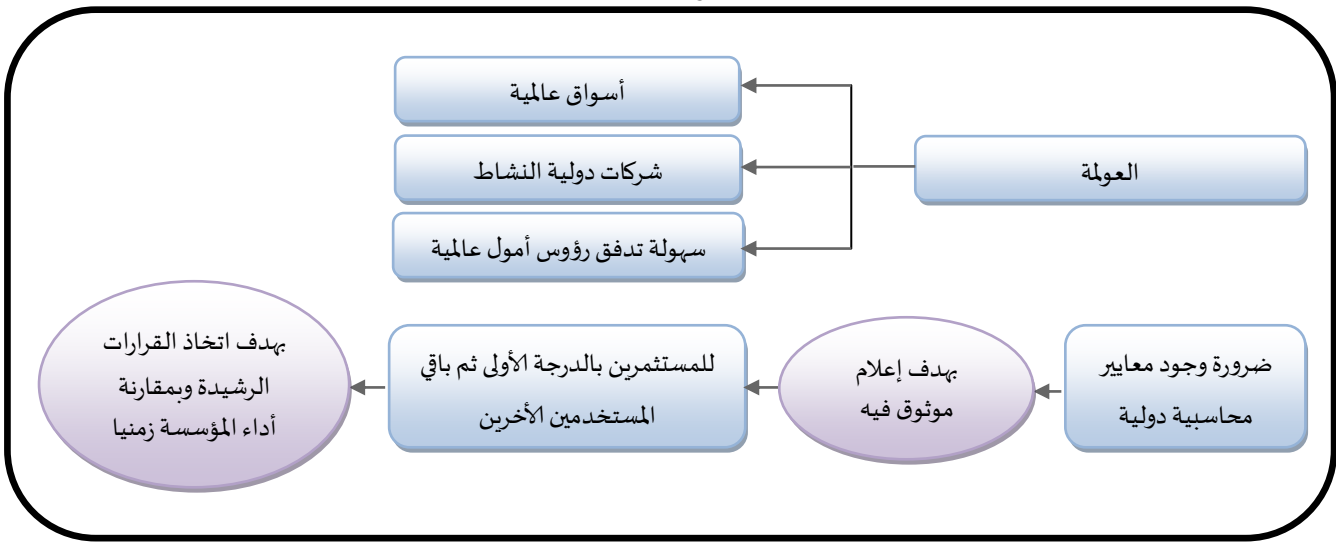 العولمة
أسواق عالمية
شركات دولية النشاط
سهولة تدفق رؤوس أمول عالمية
ضرورة وجود معايير
محاسبية دولية
بهدف إعلام
موثوق فيه
للمستثمرين بالدرجة الأولى ثم باقي
المستخدمين الأخرين
بهدف اتخاذ القرارات
الرشيدة وبمقارنة
أداء المؤسسة زمنيا